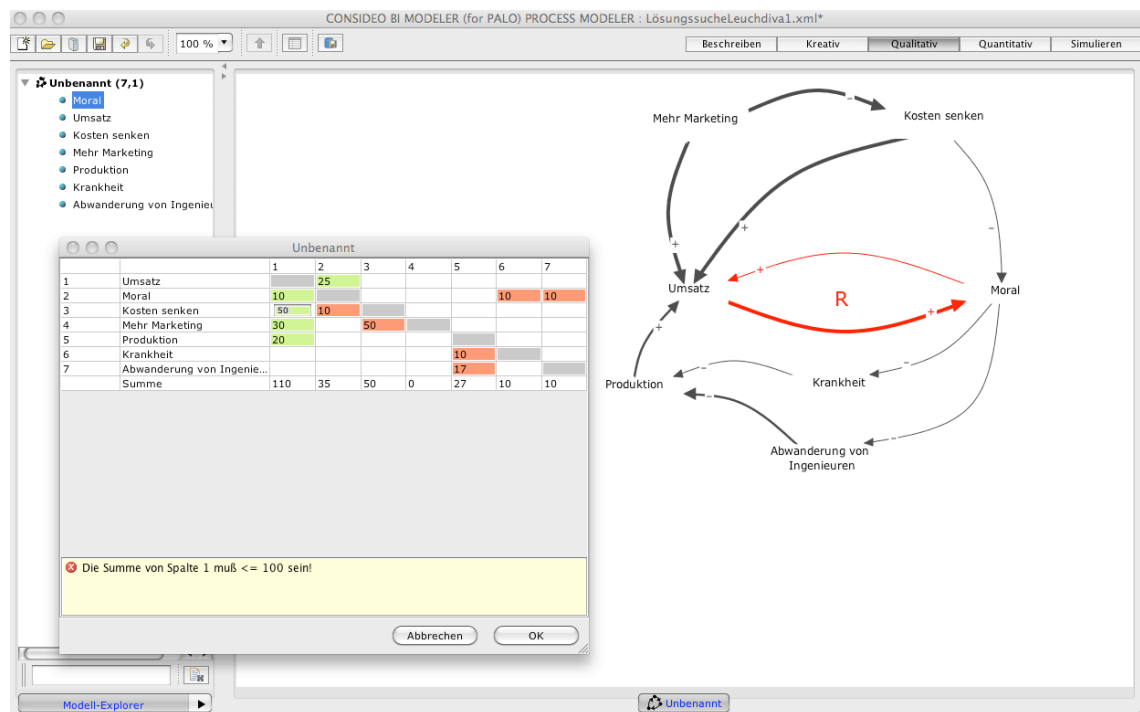 CONSIDEO BI MODELER (for PALO) PROCESS MODELER : LösungssucheLeuchdiva1.xml*
100 %
Beschreiben Kreativ Qualitativ Quantitativ Simulieren
Unbenannt (7,1)
Moral
Umsatz
Kosten senken
Mehr Marketing
Produktion
Krankheit
Abwanderung von Ingenieu
Unbenannt
1 2 3 4 5 6 7
1 Umsatz 25
2 Moral 10 10 10
3 Kosten senken 50 10
4 Mehr Marketing 30 50
5 Produktion 20
6 Krankheit 10
7 Abwanderung von Ingenie... 17
Summe 110 35 50 0 27 10 10
Die Summe von Spalte 1 muß <= 100 sein!
Abbrechen OK
Mehr Marketing
–
Kosten senken
+
+
–
Umsatz
+
R
+
Moral
+
Produktion
–
Krankheit
–
–
Abwanderung von
Ingenieuren
–
Modell-Explorer
Unbenannt